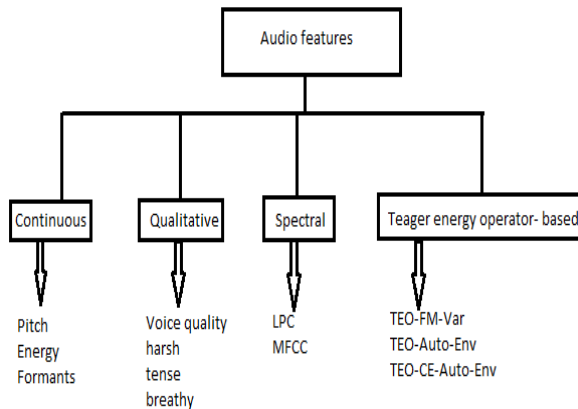 Audio features
Continuous
Qualitative
Spectral
Teager energy operator- based
Pitch
Energy
Formants
Voice quality
harsh
tense
breathy
LPC
MFCC
TEO-FM-Var
TEO-Auto-Env
TEO-CE-Auto-Env